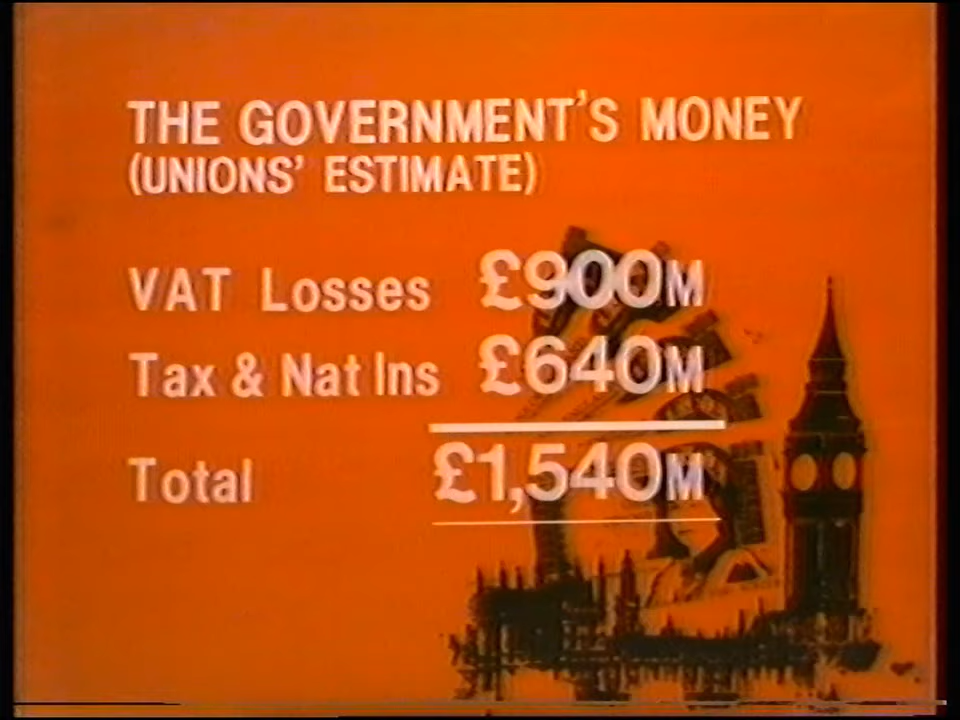 THE GOVERNMENT'S MONEY
(UNIONS' ESTIMATE)
VAT Losses £900M
Tax & Nat Ins £640M
Total £1,540M